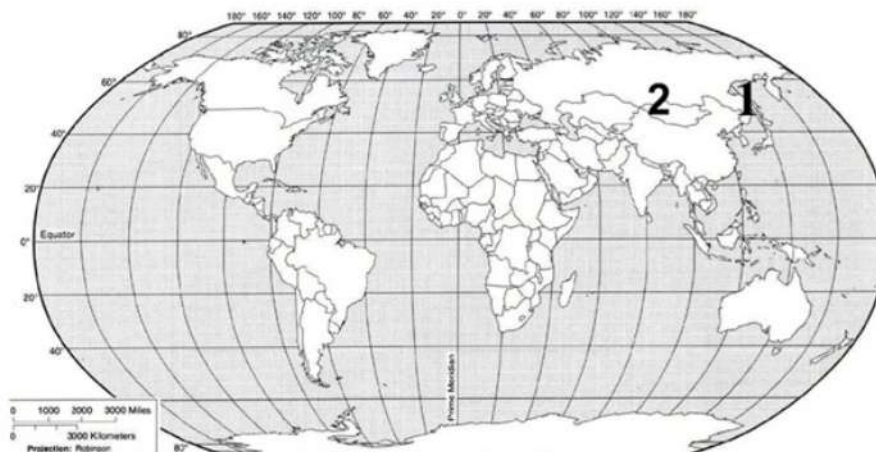 180° 160° 140° 120° 100° 80° 60° 40° 20° 0° 20° 40° 60° 80° 100° 120° 140° 160° 180°
80°
60°
2 1
40°
20°
Equator
0°
20°
40°
Prime Meridian
0 1000 2000 3000 Miles
0 3000 Kilometers
Projection: Robinson
80°